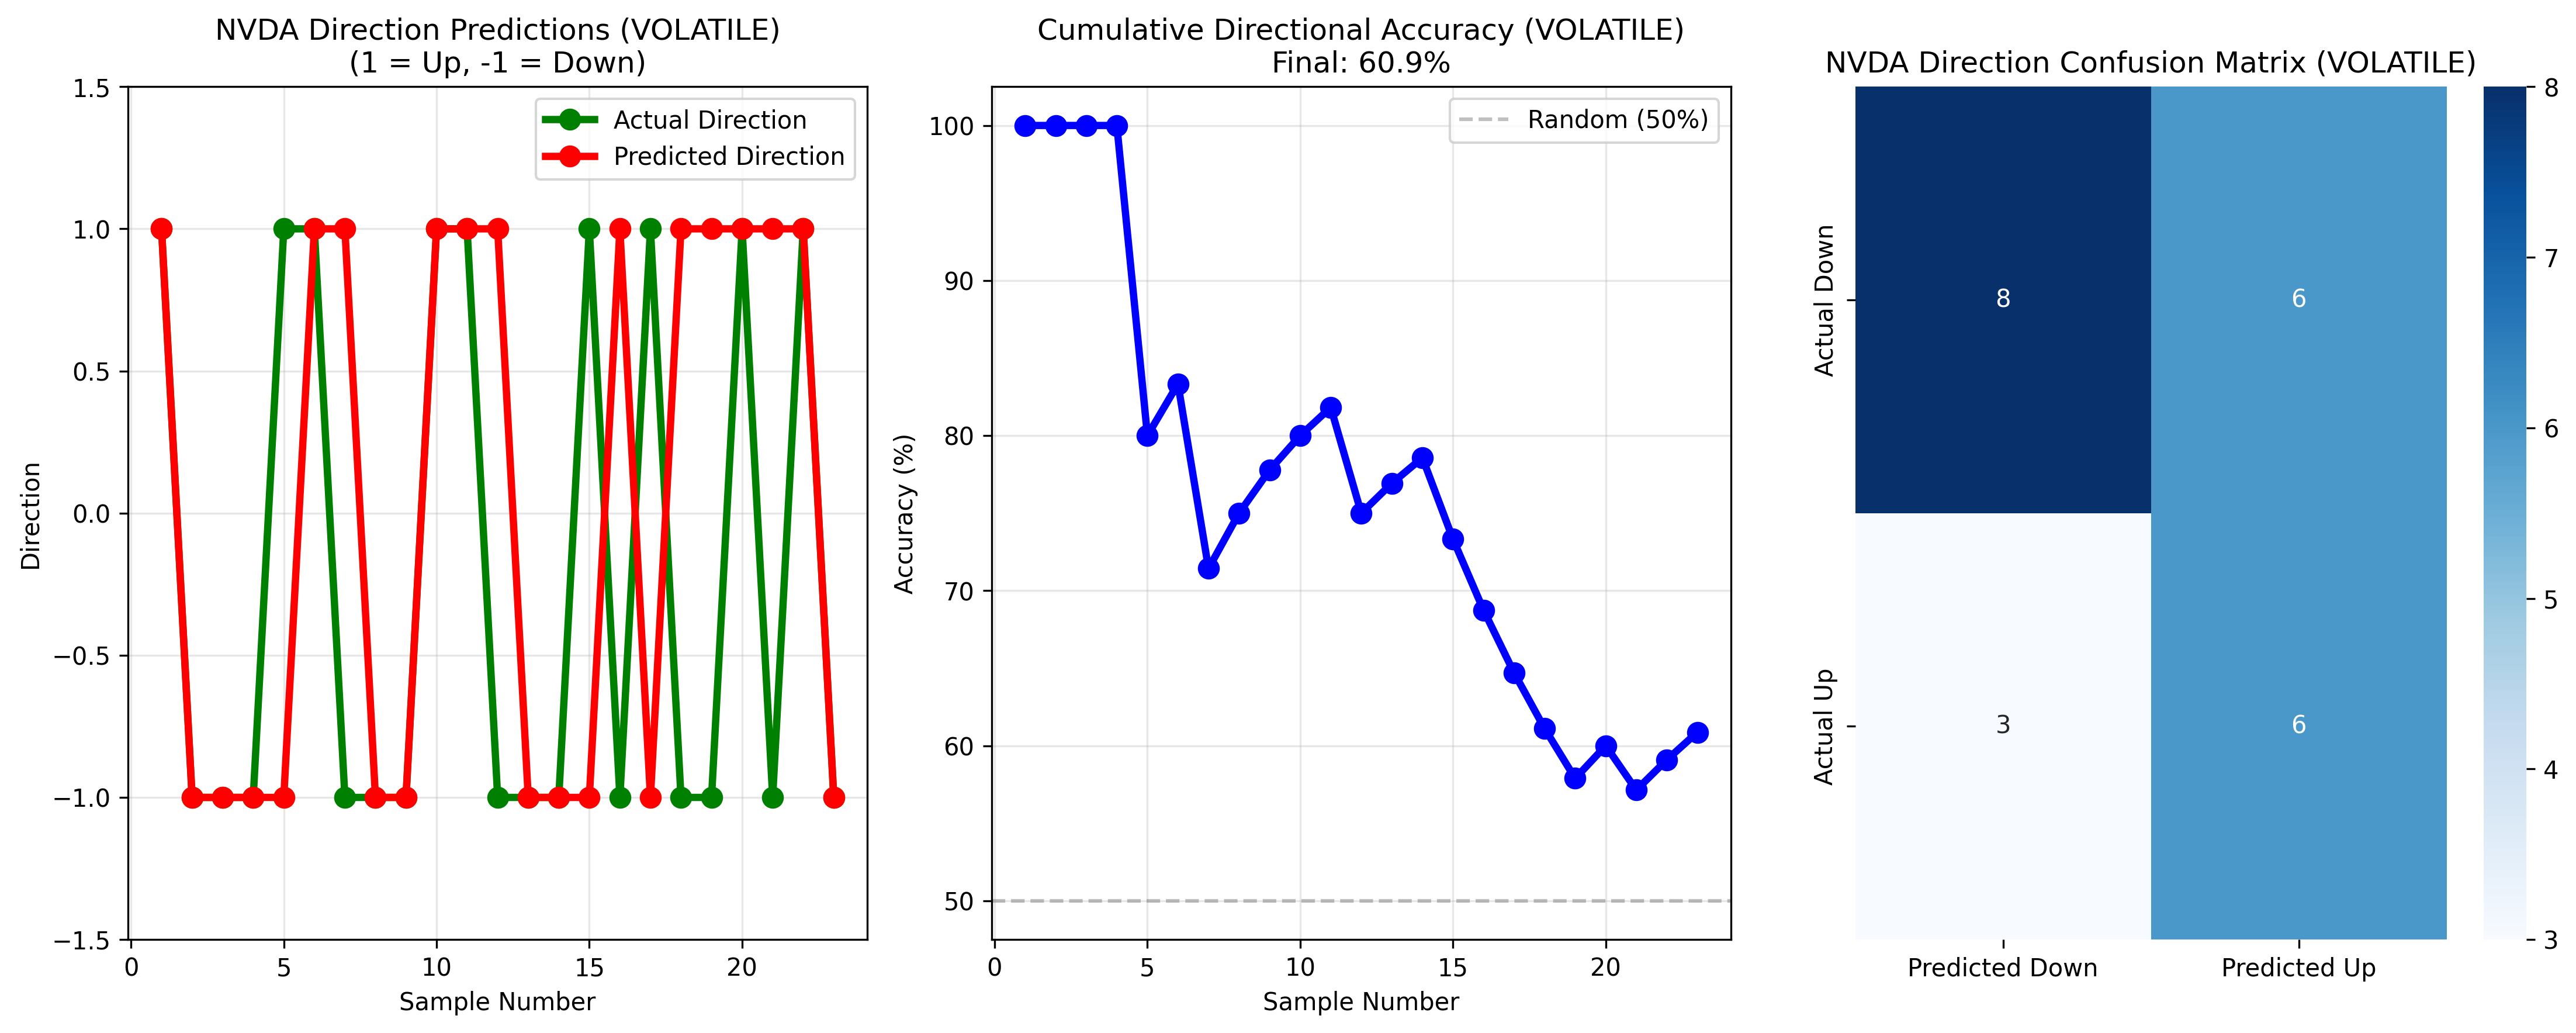 NVDA Direction Predictions (VOLATILE)
(1 = Up, -1 = Down)
1.5
1.0
0.5
0.0
−0.5
−1.0
−1.5
Direction
Actual Direction
Predicted Direction
0
5
10
15
20
Sample Number
Cumulative Directional Accuracy (VOLATILE)
Final: 60.9%
100
90
80
70
60
50
Accuracy (%)
Random (50%)
0
5
10
15
20
Sample Number
NVDA Direction Confusion Matrix (VOLATILE)
Actual Down
Actual Up
8
6
3
6
Predicted Down
Predicted Up
8
7
6
5
4
3